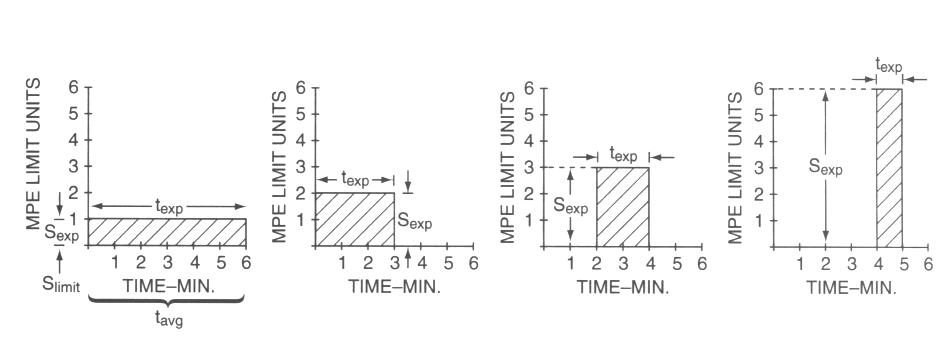 MPE LIMIT UNITS
6
5
4
3
2
1
t_exp
S_exp
S_limit
1 2 3 4 5 6
TIME–MIN.
t_avg
MPE LIMIT UNITS
6
5
4
3
2
1
t_exp
S_exp
1 2 3 4 5 6
TIME–MIN.
MPE LIMIT UNITS
6
5
4
3
2
1
t_exp
S_exp
1 2 3 4 5 6
TIME–MIN.
MPE LIMIT UNITS
t_exp
6
5
4
3
2
1
S_exp
1 2 3 4 5 6
TIME–MIN.